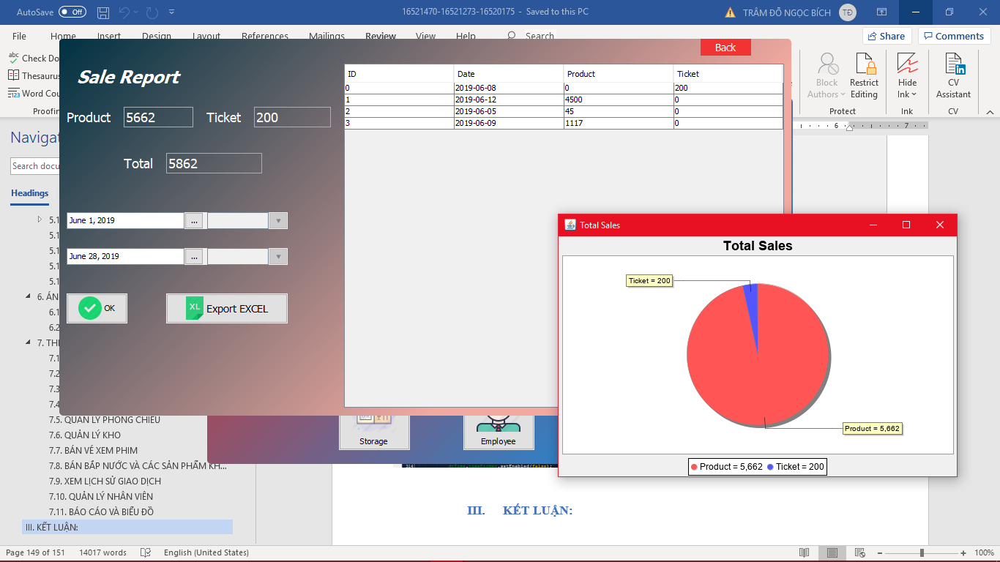 AutoSave Off 16521470-16521273-16520175 - Saved to this PC TRÂM ĐỖ NGỌC BÍCH TĐ
File Home Insert Design Layout References Mailings Review View Help Search Share Comments
Check Do
Thesaurus
Word Cou
Proofin
Block Authors
Restrict Editing
Protect
Hide Ink
Ink
CV Assistant
CV
Back
Sale Report
Product 5662 Ticket 200
Total 5862
June 1, 2019 ...
June 28, 2019 ...
OK XL Export EXCEL
ID Date Product Ticket
0 2019-06-08 0 200
1 2019-06-12 4500 0
2 2019-06-05 45 0
3 2019-06-09 1117 0
6 7
Navigat
Search docu
Headings
5.1
5.1
5.1
5.1
5.1
6. ÁN
6.1
6.2
7. THI
7.1
7.2
7.3
7.4
7.5. QUẢN LÝ PHÒNG CHIẾU
7.6. QUẢN LÝ KHO
7.7. BÁN VÉ XEM PHIM
7.8. BÁN BẮP NƯỚC VÀ CÁC SẢN PHẨM KH...
7.9. XEM LỊCH SỬ GIAO DỊCH
7.10. QUẢN LÝ NHÂN VIÊN
7.11. BÁO CÁO VÀ BIỂU ĐỒ
III. KẾT LUẬN:
Storage Employee
Total Sales
Total Sales
Ticket = 200
Product = 5,662
Product = 5,662 Ticket = 200
III. KẾT LUẬN:
Page 149 of 151 14017 words English (United States) 100%